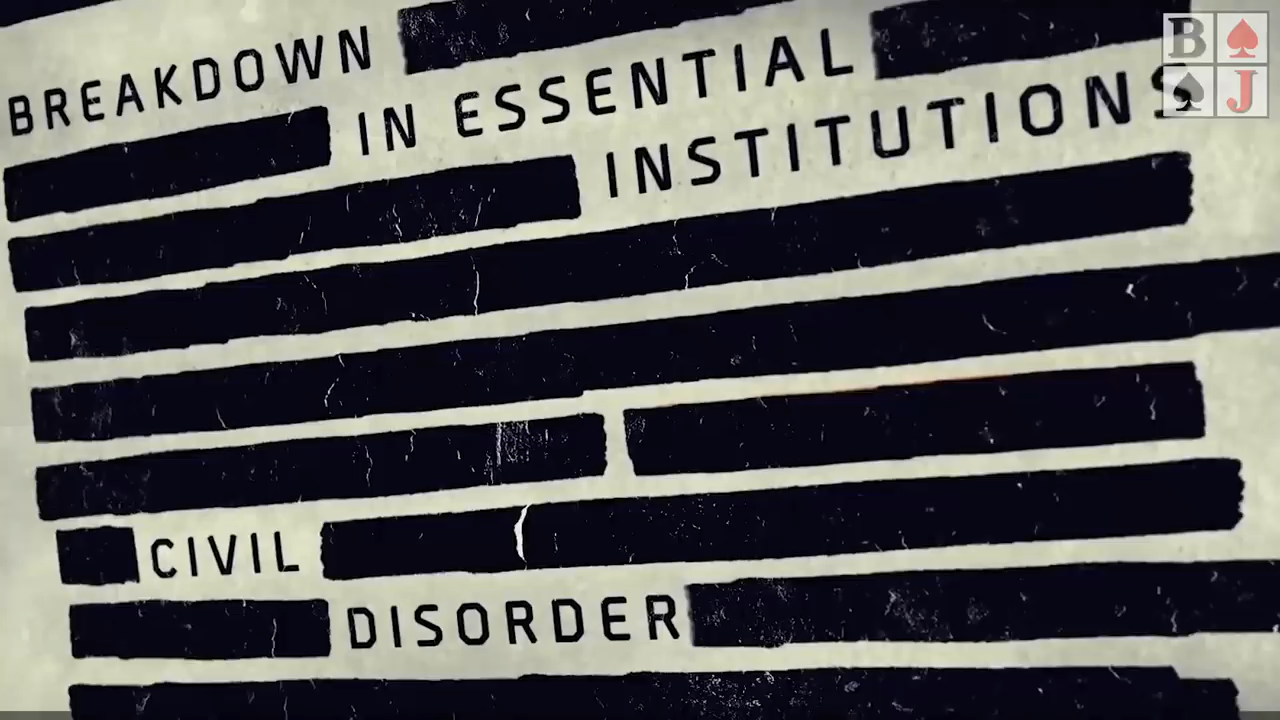 BREAKDOWN
IN ESSENTIAL
INSTITUTIONS
CIVIL
DISORDER
B
J